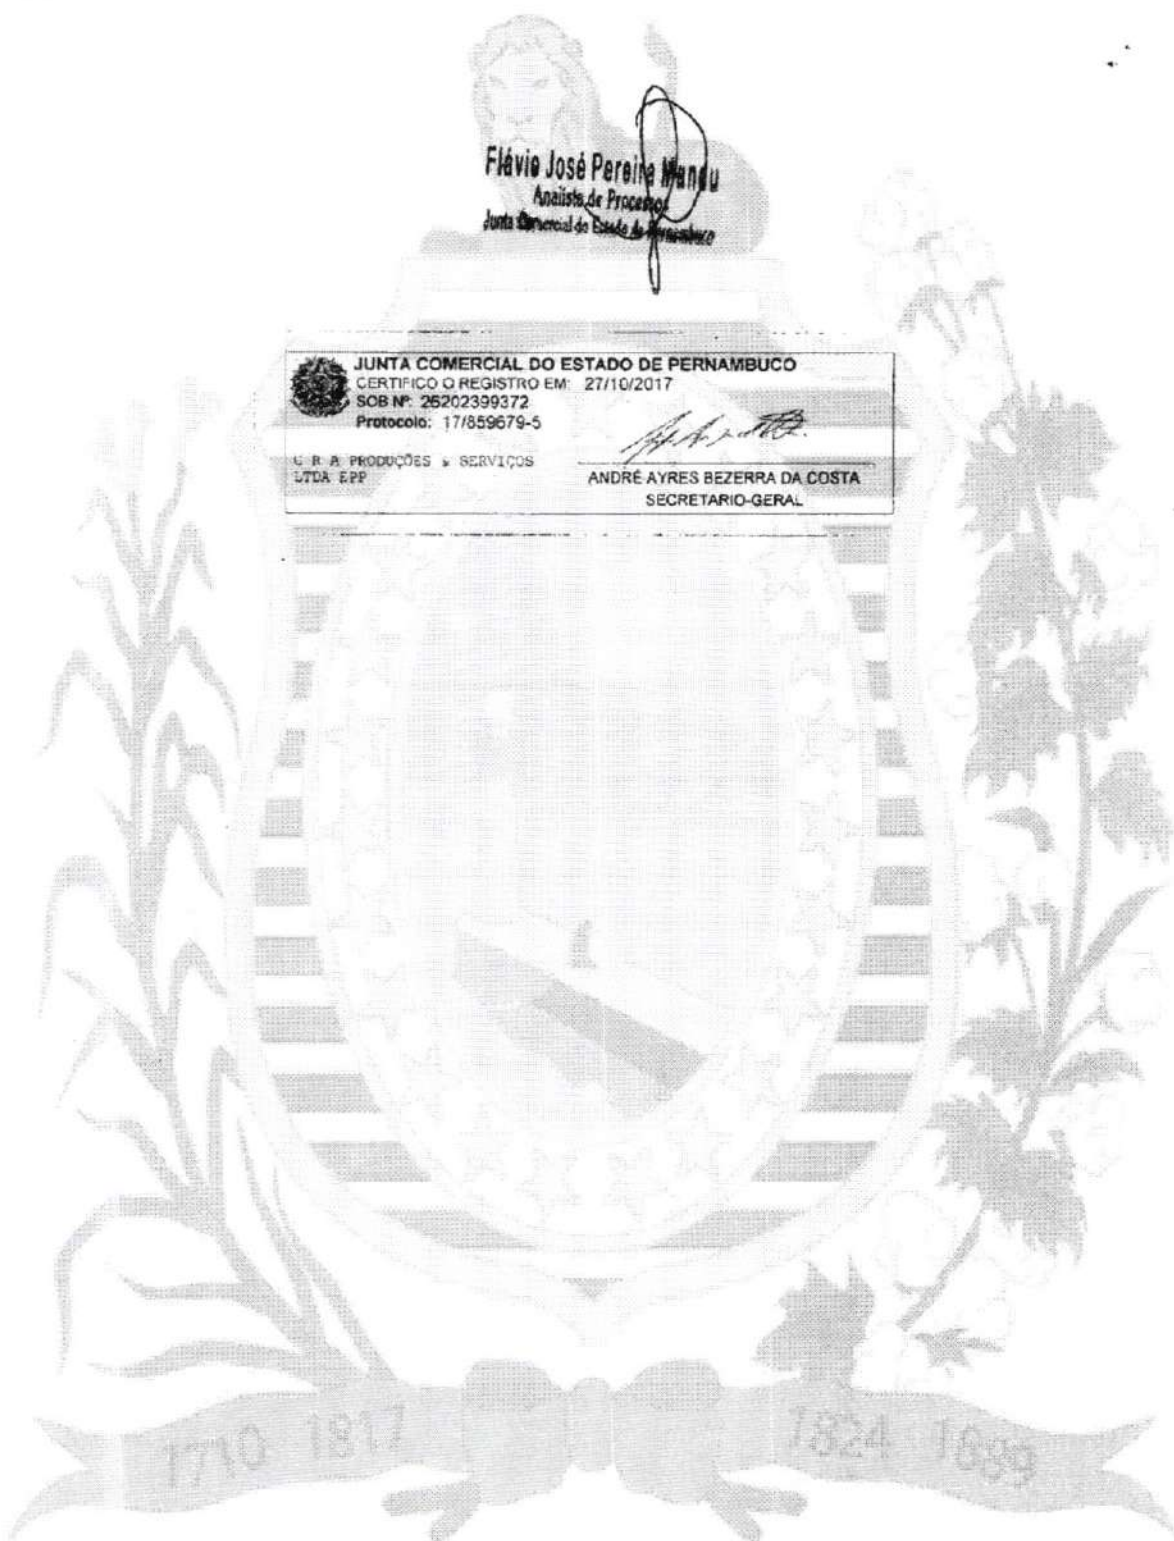 Flávio José Pereira Mandu
Analista de Processos
Junta Comercial do Estado de Pernambuco
JUNTA COMERCIAL DO ESTADO DE PERNAMBUCO
CERTIFICO O REGISTRO EM: 27/10/2017
SOB Nº: 26202399372
Protocolo: 17/859679-5
R A PRODUÇÕES & SERVIÇOS
LTDA EPP
ANDRÉ AYRES BEZERRA DA COSTA
SECRETARIO-GERAL
1710 1817 1824 1889